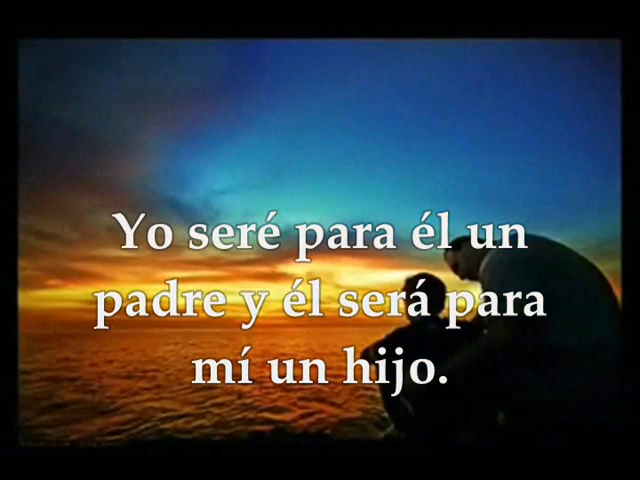 Yo seré para él un
padre y él será para
mí un hijo.